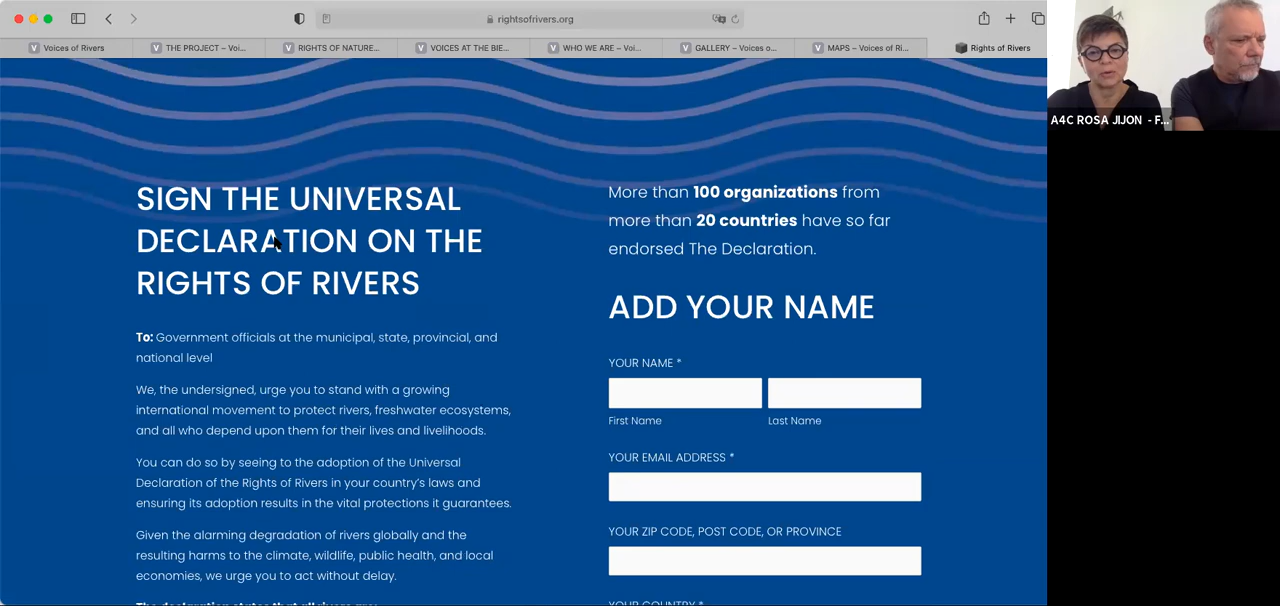 rightsofrivers.org
Voices of Rivers
THE PROJECT – Voi...
RIGHTS OF NATURE...
VOICES AT THE BIE...
WHO WE ARE – Voi...
GALLERY – Voices o...
MAPS – Voices of Ri...
Rights of Rivers
A4C ROSA JIJON - F...
SIGN THE UNIVERSAL
DECLARATION ON THE
RIGHTS OF RIVERS
To: Government officials at the municipal, state, provincial, and
national level
We, the undersigned, urge you to stand with a growing
international movement to protect rivers, freshwater ecosystems,
and all who depend upon them for their lives and livelihoods.
You can do so by seeing to the adoption of the Universal
Declaration of the Rights of Rivers in your country's laws and
ensuring its adoption results in the vital protections it guarantees.
Given the alarming degradation of rivers globally and the
resulting harms to the climate, wildlife, public health, and local
economies, we urge you to act without delay.
The declaration states that all rivers are:
More than 100 organizations from
more than 20 countries have so far
endorsed The Declaration.
ADD YOUR NAME
YOUR NAME *
First Name
Last Name
YOUR EMAIL ADDRESS *
YOUR ZIP CODE, POST CODE, OR PROVINCE
YOUR COUNTRY *